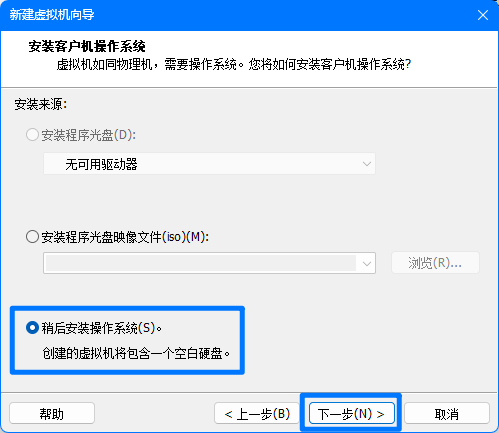 新建虚拟机向导
安装客户机操作系统
虚拟机如同物理机，需要操作系统。您将如何安装客户机操作系统?
安装来源:
安装程序光盘(D):
无可用驱动器
安装程序光盘映像文件(iso)(M):
浏览(R)...
稍后安装操作系统(S)。
创建的虚拟机将包含一个空白硬盘。
帮助
< 上一步(B)
下一步(N) >
取消